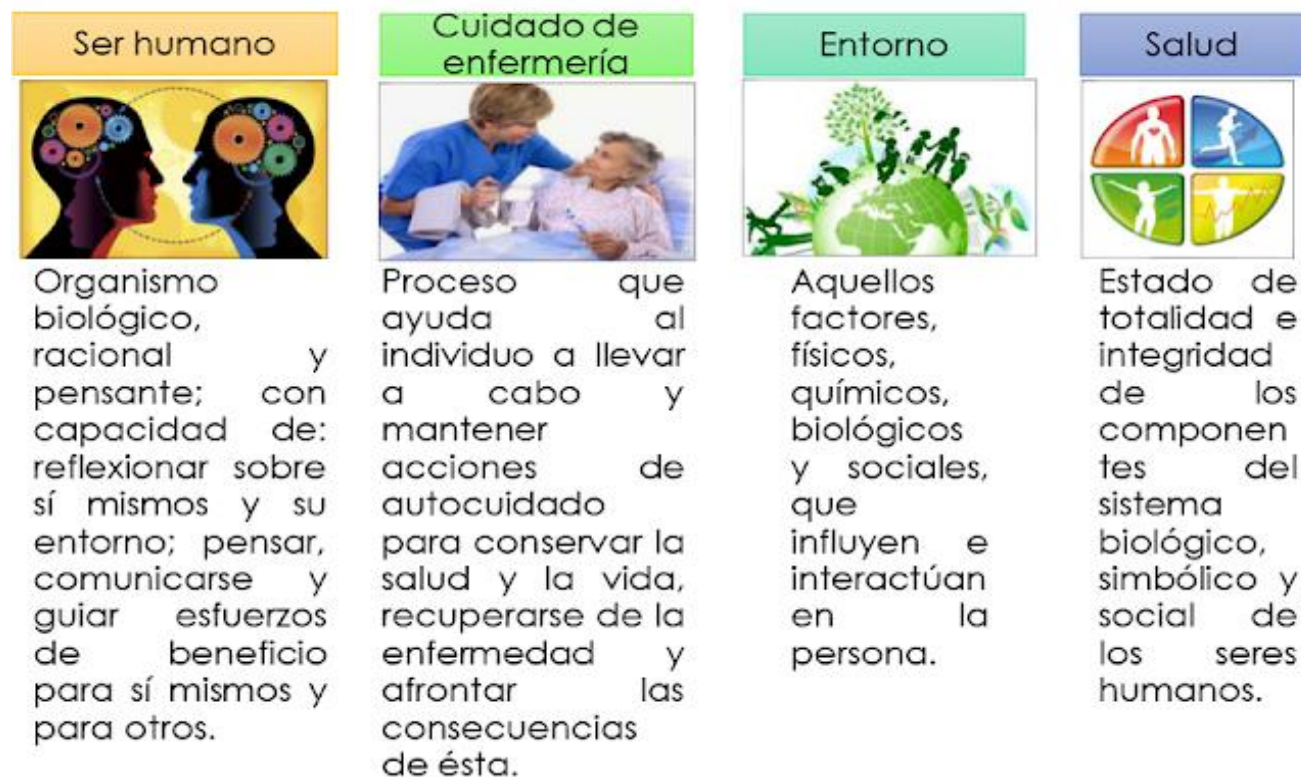 Ser humano
Organismo
biológico,
racional y
pensante; con
capacidad de:
reflexionar sobre
sí mismos y su
entorno; pensar,
comunicarse y
guiar esfuerzos
de beneficio
para sí mismos y
para otros.
Cuidado de
enfermería
Proceso que
ayuda al
individuo a llevar
a cabo y
mantener
acciones de
autocuidado
para conservar la
salud y la vida,
recuperarse de la
enfermedad y
afrontar las
consecuencias
de ésta.
Entorno
Aquellos
factores,
físicos,
químicos,
biológicos
y sociales,
que
influyen e
interactúan
en la
persona.
Salud
Estado de
totalidad e
integridad
de los
componen
tes del
sistema
biológico,
simbólico y
social de
los seres
humanos.